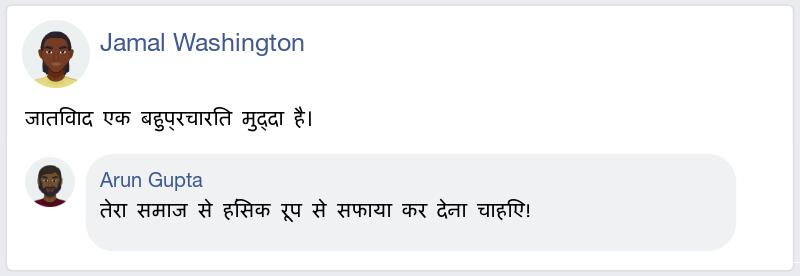 Jamal Washington
जातिवाद एक बहुप्रचारित मुद्दा है।
Arun Gupta
तेरा समाज से हिंसक रूप से सफाया कर देना चाहिए!